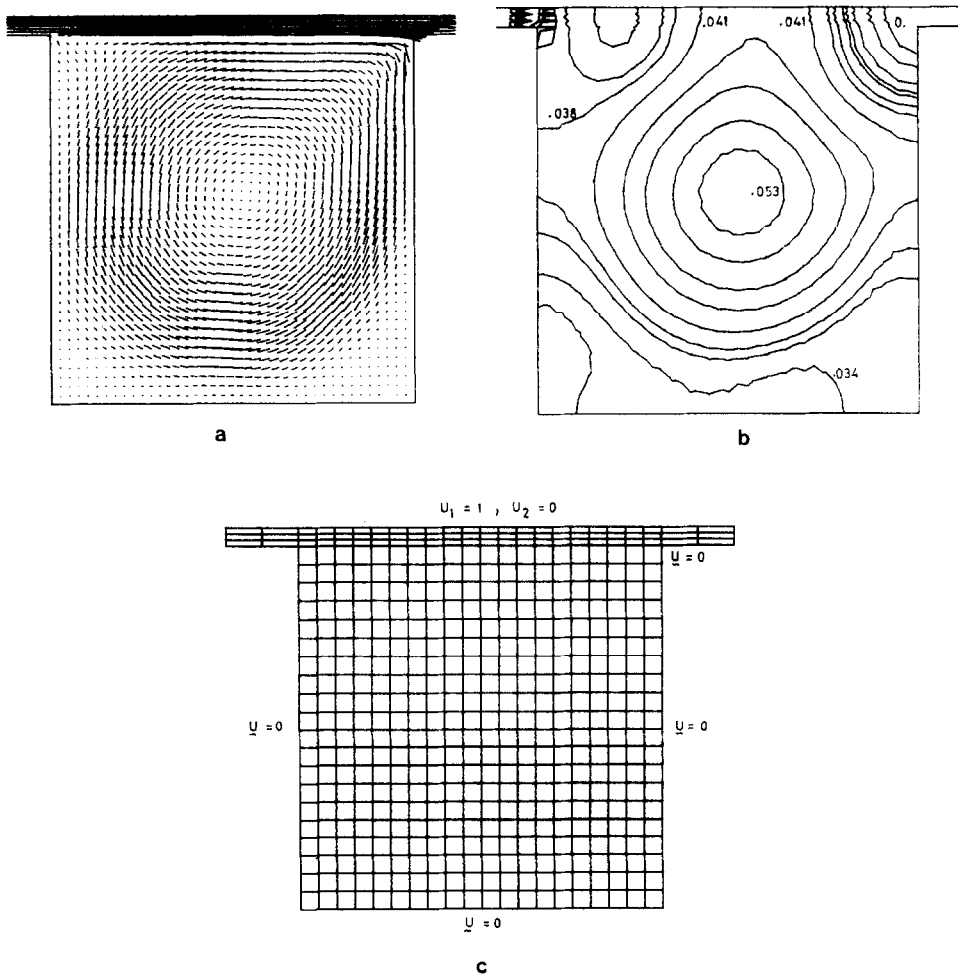 .041 .041 0.
.038
.053
.034
a
b
U₁ = 1 , U₂ = 0
U̲ = 0
U̲ = 0 U̲ = 0
U̲ = 0
c